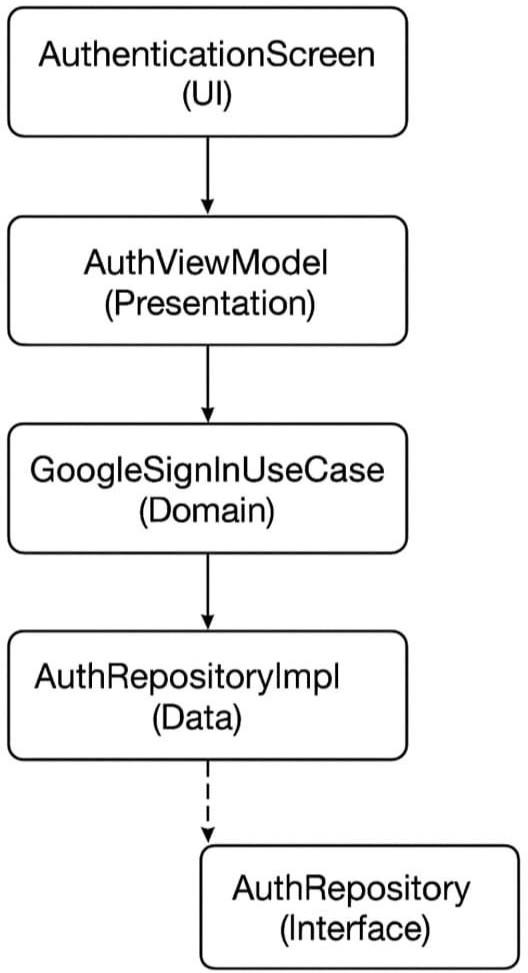 AuthenticationScreen
(UI)
AuthViewModel
(Presentation)
GoogleSignInUseCase
(Domain)
AuthRepositoryImpl
(Data)
AuthRepository
(Interface)